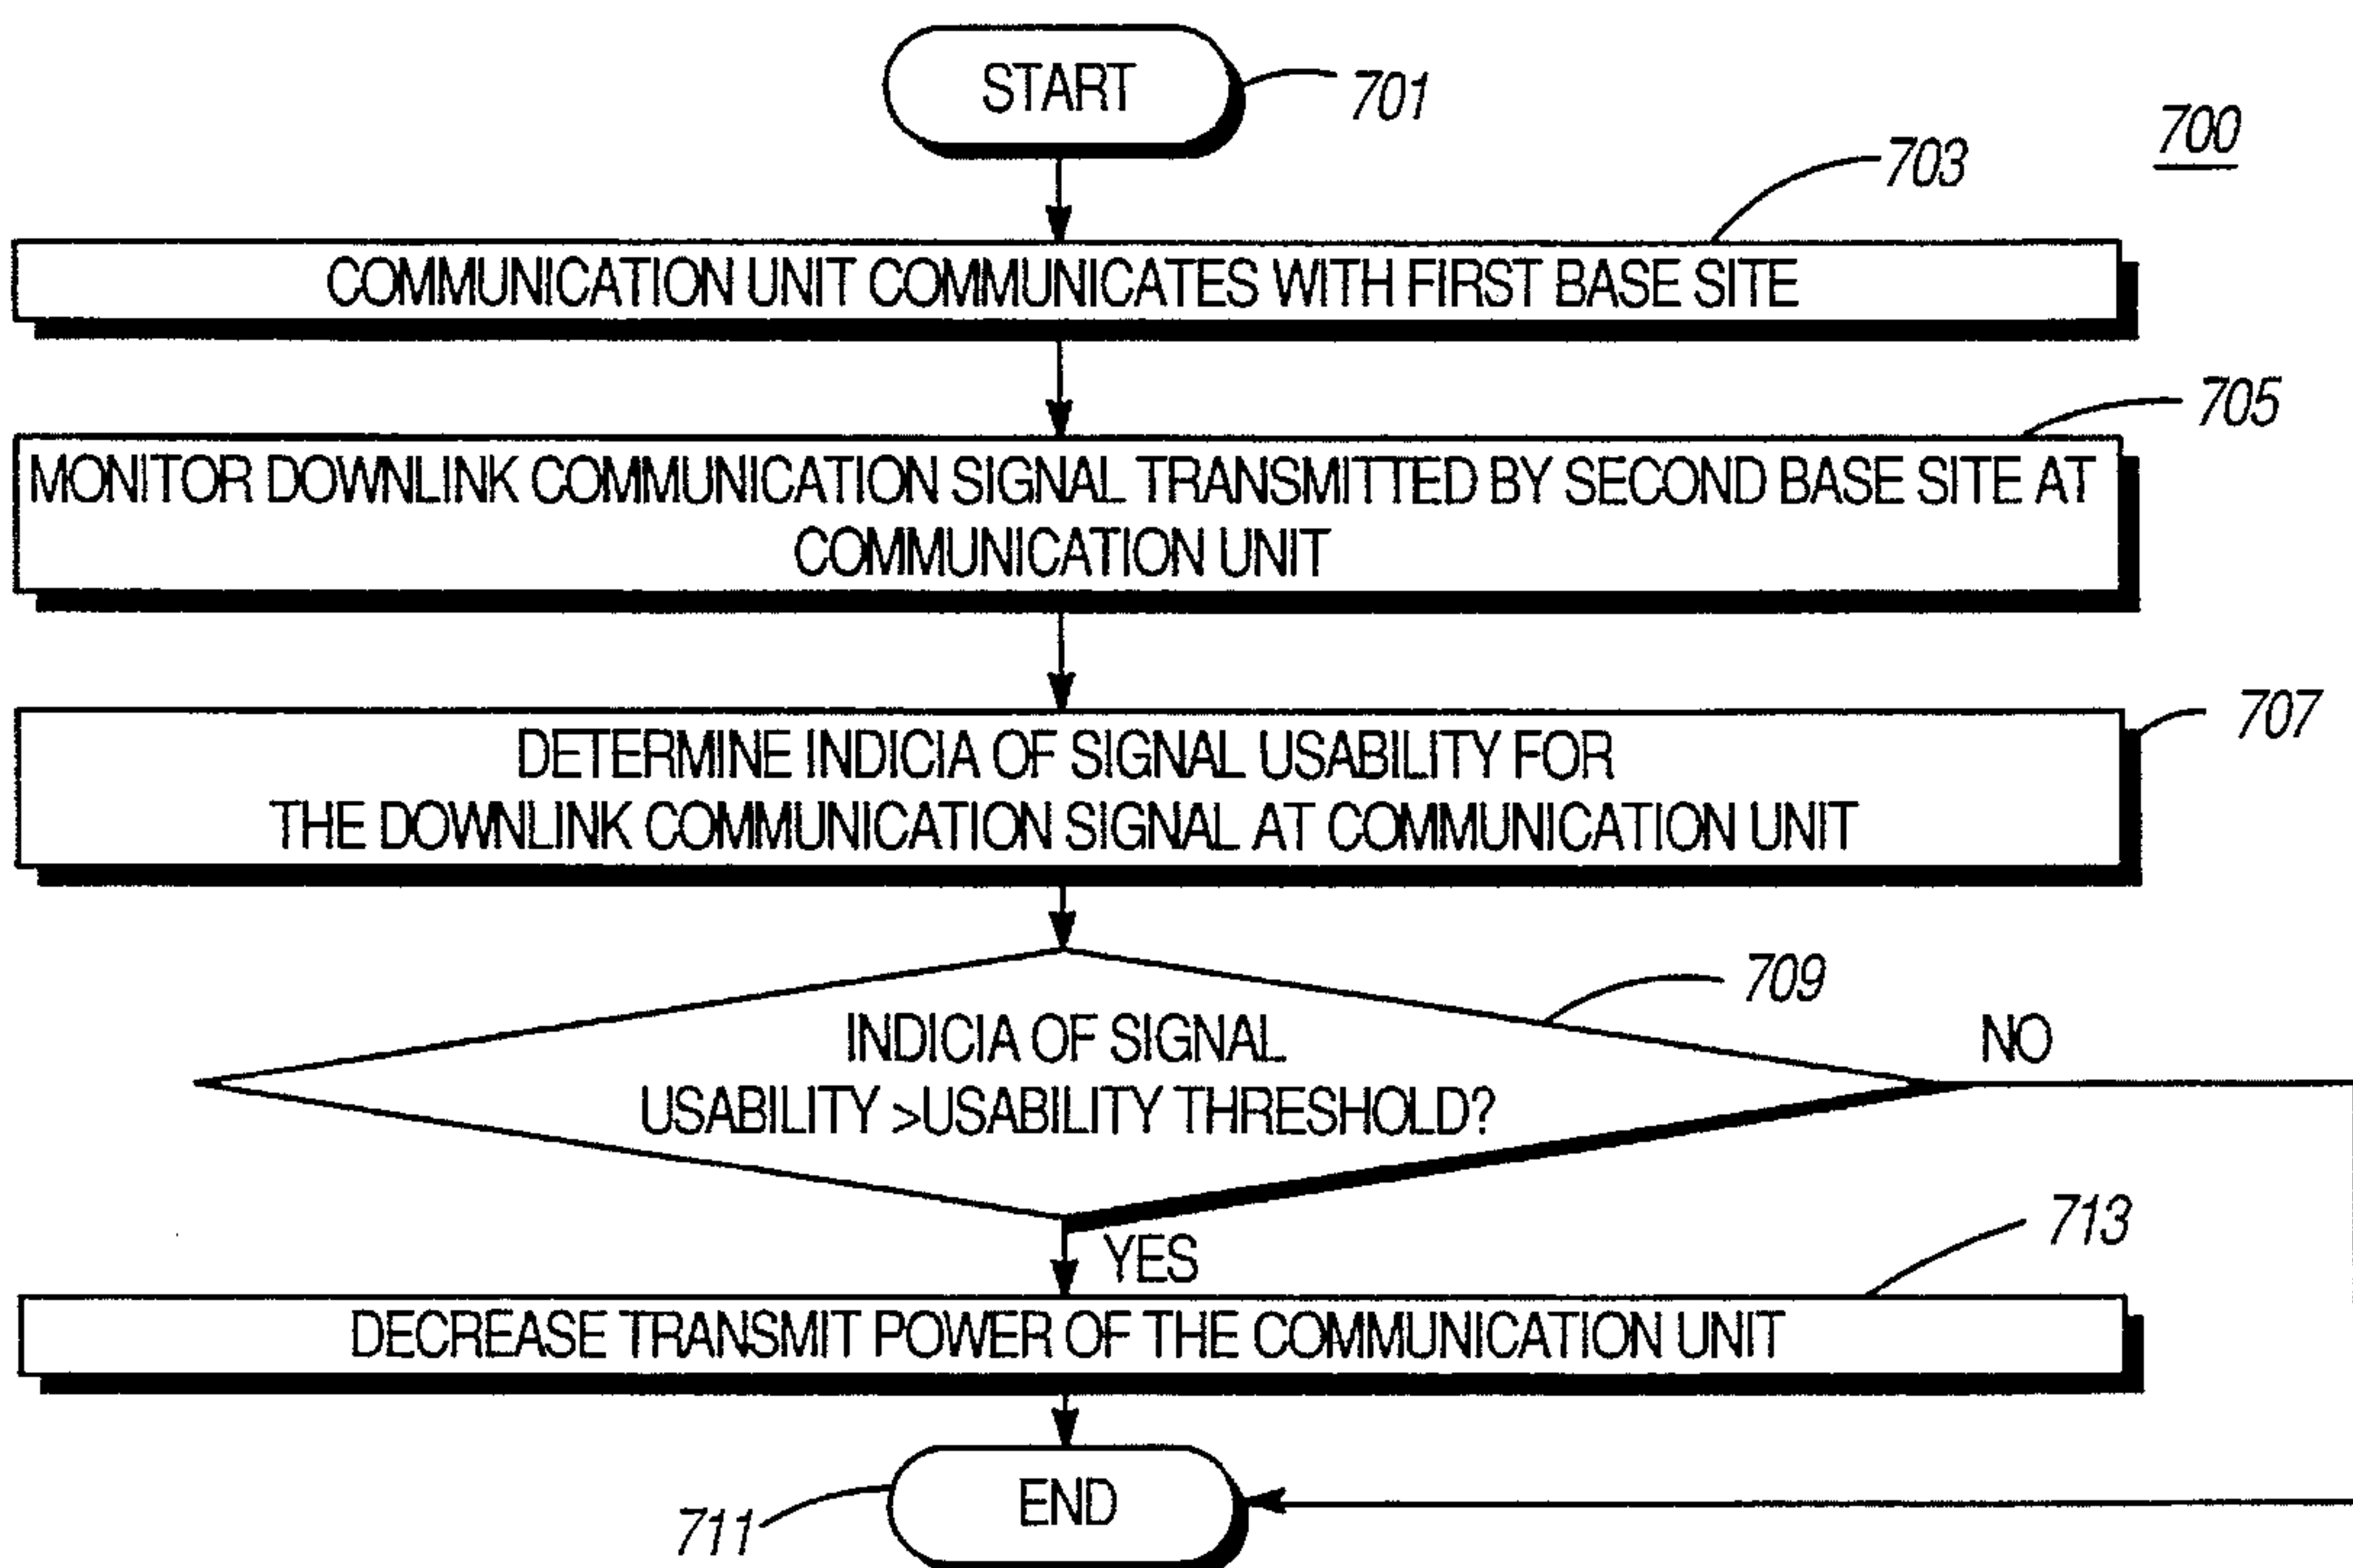 START
701
700
703
COMMUNICATION UNIT COMMUNICATES WITH FIRST BASE SITE
705
MONITOR DOWNLINK COMMUNICATION SIGNAL TRANSMITTED BY SECOND BASE SITE AT
COMMUNICATION UNIT
707
DETERMINE INDICIA OF SIGNAL USABILITY FOR
THE DOWNLINK COMMUNICATION SIGNAL AT COMMUNICATION UNIT
709
INDICIA OF SIGNAL
USABILITY >USABILITY THRESHOLD?
NO
YES
713
DECREASE TRANSMIT POWER OF THE COMMUNICATION UNIT
END
711